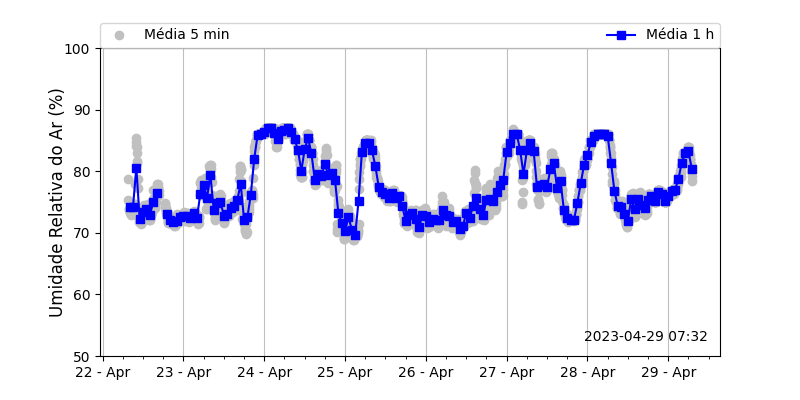 Média 5 min
Média 1 h
Umidade Relativa do Ar (%)
100
90
80
70
60
50
2023-04-29 07:32
22 - Apr
23 - Apr
24 - Apr
25 - Apr
26 - Apr
27 - Apr
28 - Apr
29 - Apr